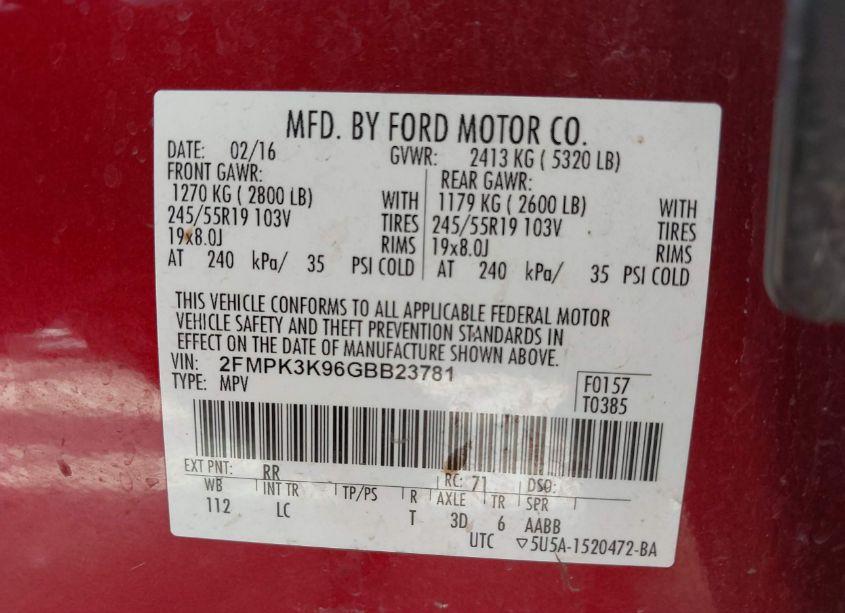 MFD. BY FORD MOTOR CO.
DATE: 02/16 GVWR: 2413 KG ( 5320 LB)
FRONT GAWR: REAR GAWR:
1270 KG ( 2800 LB) WITH 1179 KG ( 2600 LB) WITH
245/55R19 103V TIRES 245/55R19 103V TIRES
19x8.0J RIMS 19x8.0J RIMS
AT 240 kPa/ 35 PSI COLD AT 240 kPa/ 35 PSI COLD
THIS VEHICLE CONFORMS TO ALL APPLICABLE FEDERAL MOTOR
VEHICLE SAFETY AND THEFT PREVENTION STANDARDS IN
EFFECT ON THE DATE OF MANUFACTURE SHOWN ABOVE.
VIN: 2FMPK3K96GBB23781 F0157
TYPE: MPV T0385
EXT PNT: RR RC: 71 DSO:
WB INT TR TP/PS R AXLE TR SPR
112 LC T 3D 6 AABB
UTC ▽5U5A-1520472-BA